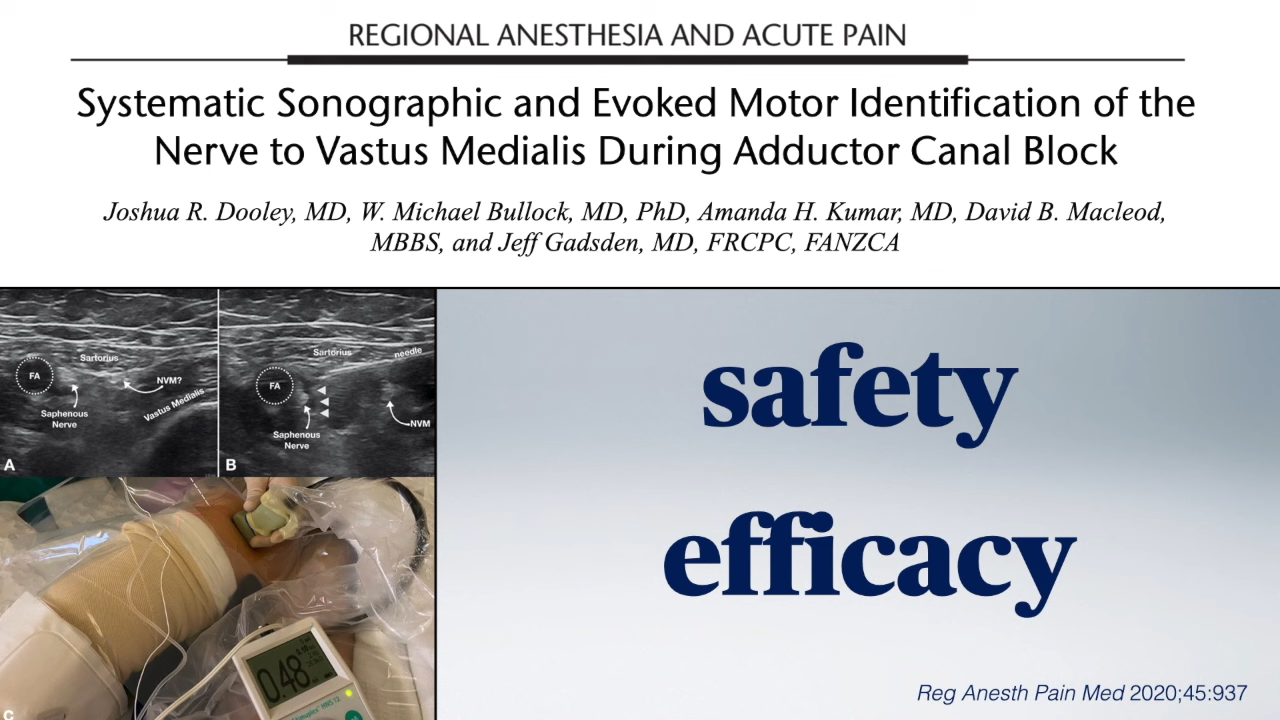 REGIONAL ANESTHESIA AND ACUTE PAIN
Systematic Sonographic and Evoked Motor Identification of the
Nerve to Vastus Medialis During Adductor Canal Block
Joshua R. Dooley, MD, W. Michael Bullock, MD, PhD, Amanda H. Kumar, MD, David B. Macleod,
MBBS, and Jeff Gadsden, MD, FRCPC, FANZCA
Sartorius
FA
NVM?
Vastus Medialis
Saphenous
Nerve
A
Sartorius
needle
FA
NVM
Saphenous
Nerve
B
0.48
HNS 12
C
safety
efficacy
Reg Anesth Pain Med 2020;45:937